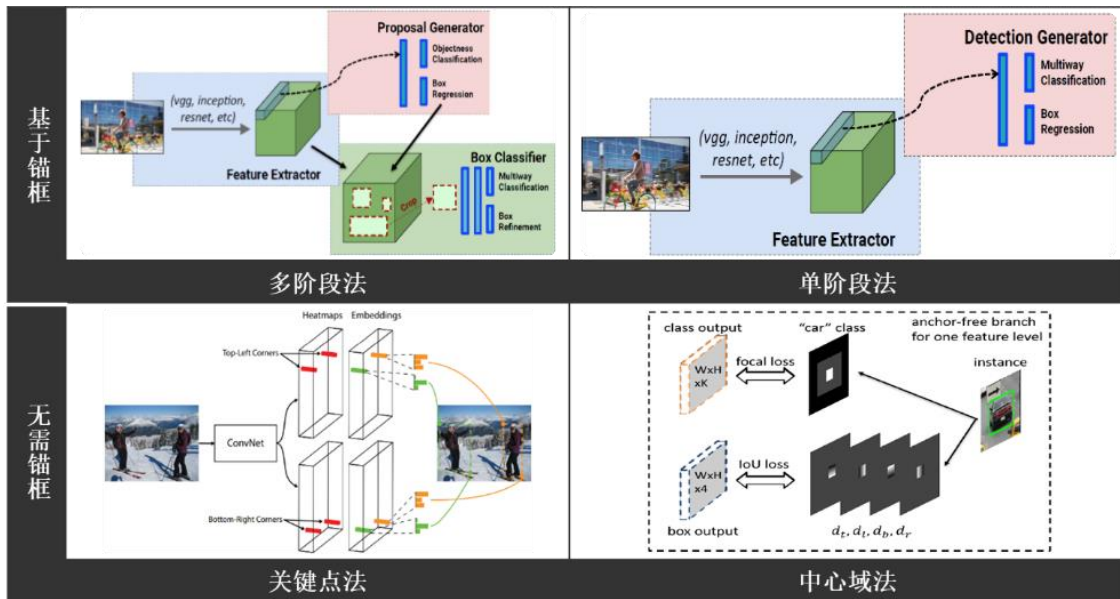 基于锚框
Proposal Generator
Objectness
Classification
Box
Regression
(vgg, inception,
resnet, etc)
Feature Extractor
Box Classifier
Multiway
Classification
Crop
Box
Refinement
多阶段法
Detection Generator
Multiway
Classification
Box
Regression
(vgg, inception,
resnet, etc)
Feature Extractor
单阶段法
无需锚框
Heatmaps Embeddings
Top-Left Corners
ConvNet
Bottom-Right Corners
关键点法
class output
"car" class
anchor-free branch
for one feature level
instance
WxH
xK
focal loss
WxH
x4
IoU loss
box output
d_t, d_l, d_b, d_r
中心域法